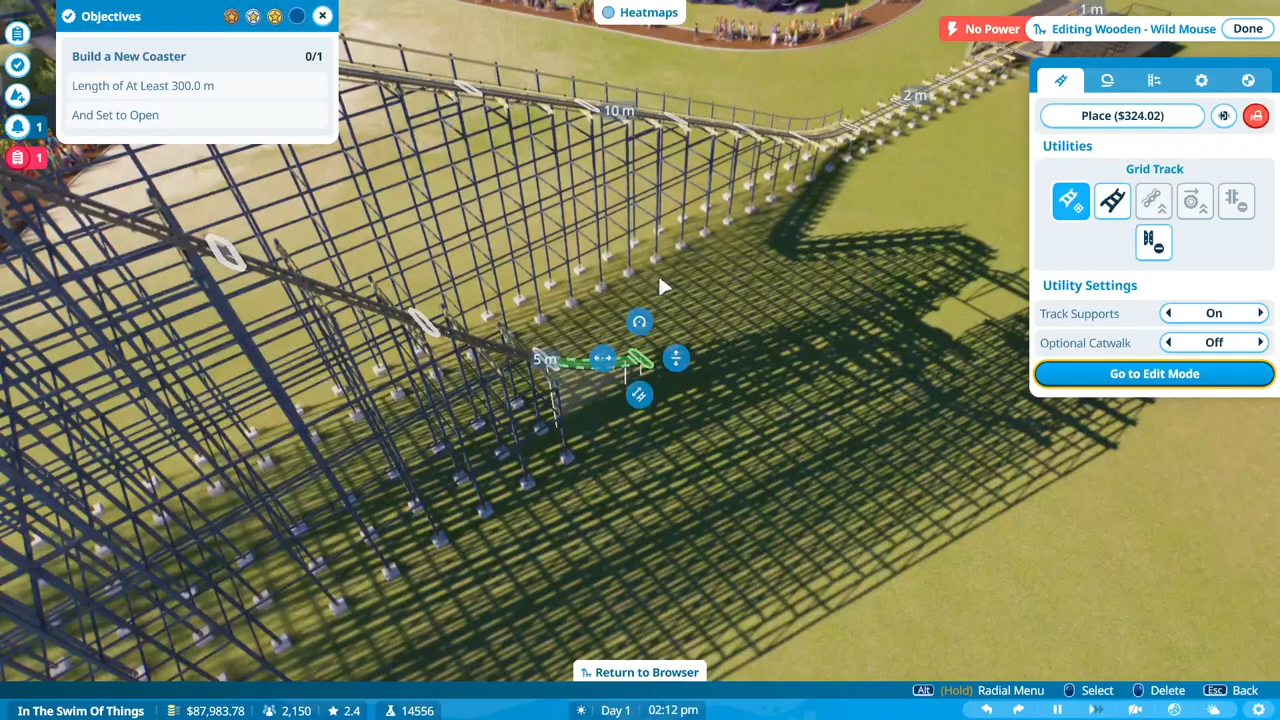 Objectives
Build a New Coaster 0/1
Length of At Least 300.0 m
And Set to Open
1
1
Heatmaps
1 m
No Power
Editing Wooden - Wild Mouse
Done
Place ($324.02)
Utilities
Grid Track
Utility Settings
Track Supports On
Optional Catwalk Off
Go to Edit Mode
10 m
2 m
5 m
Return to Browser
Alt (Hold) Radial Menu Select Delete Esc Back
In The Swim Of Things $87,983.78 2,150 2.4 14556 Day 1 02:12 pm